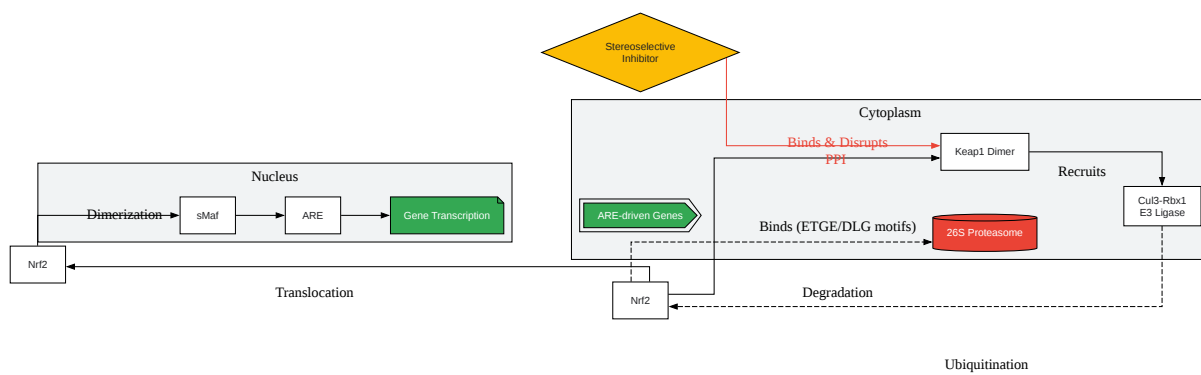 Stereoselective
Inhibitor
Cytoplasm
Binds & Disrupts
PPI
Keap1 Dimer
Recruits
Nucleus
Dimerization
sMaf
ARE
Gene Transcription
ARE-driven Genes
Cul3-Rbx1
E3 Ligase
Binds (ETGE/DLG motifs)
26S Proteasome
Nrf2
Translocation
Nrf2
Degradation
Ubiquitination